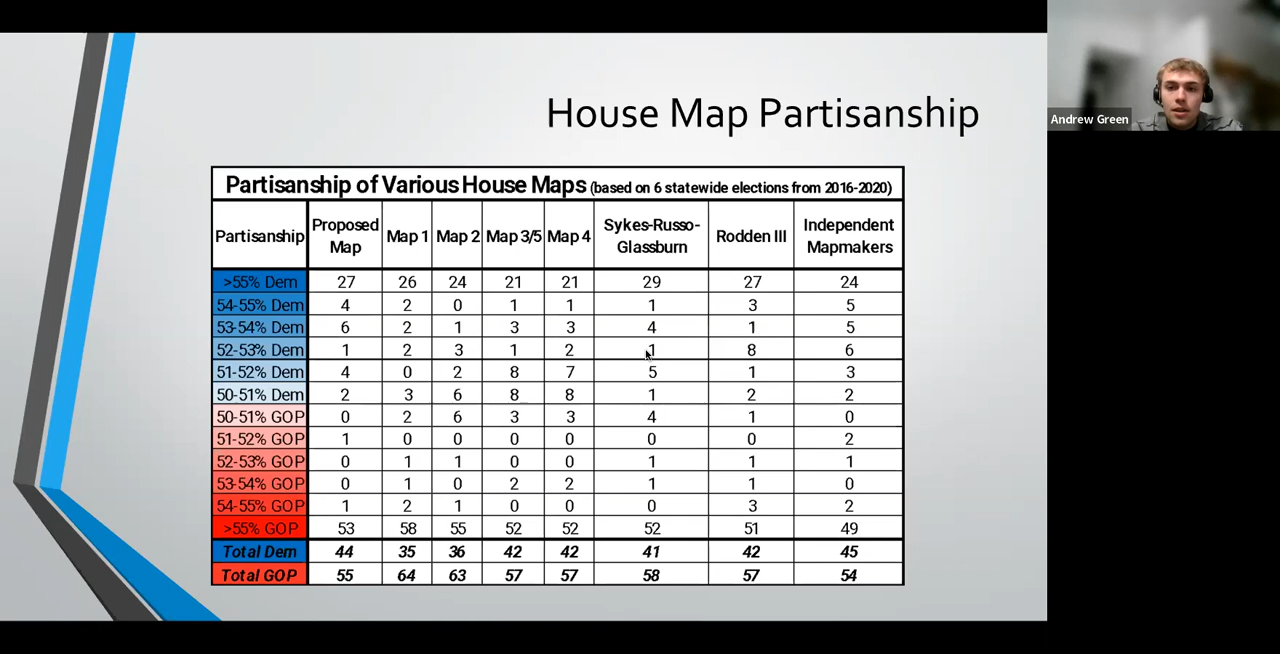 House Map Partisanship
Andrew Green
Partisanship of Various House Maps (based on 6 statewide elections from 2016-2020)
Partisanship Proposed Map Map 1 Map 2 Map 3/5 Map 4 Sykes-Russo-Glassburn Rodden III Independent Mapmakers
>55% Dem 27 26 24 21 21 29 27 24
54-55% Dem 4 2 0 1 1 1 3 5
53-54% Dem 6 2 1 3 3 4 1 5
52-53% Dem 1 2 3 1 2 1 8 6
51-52% Dem 4 0 2 8 7 5 1 3
50-51% Dem 2 3 6 8 8 1 2 2
50-51% GOP 0 2 6 3 3 4 1 0
51-52% GOP 1 0 0 0 0 0 0 2
52-53% GOP 0 1 1 0 0 1 1 1
53-54% GOP 0 1 0 2 2 1 1 0
54-55% GOP 1 2 1 0 0 0 3 2
>55% GOP 53 58 55 52 52 52 51 49
Total Dem 44 35 36 42 42 41 42 45
Total GOP 55 64 63 57 57 58 57 54